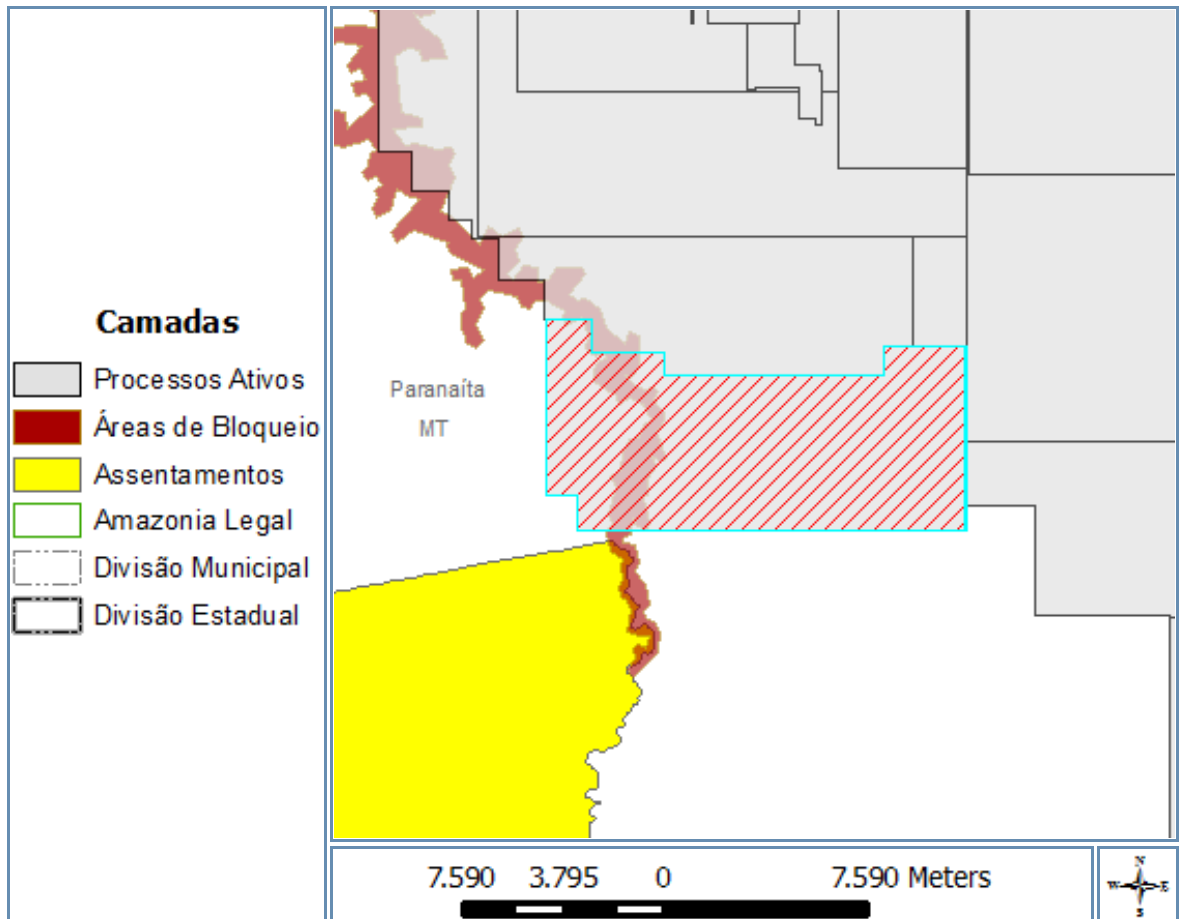 Camadas
Processos Ativos
Áreas de Bloqueio
Assentamentos
Amazonia Legal
Divisão Municipal
Divisão Estadual
Paranaíta
MT
7.590 3.795 0 7.590 Meters
N
W E
S